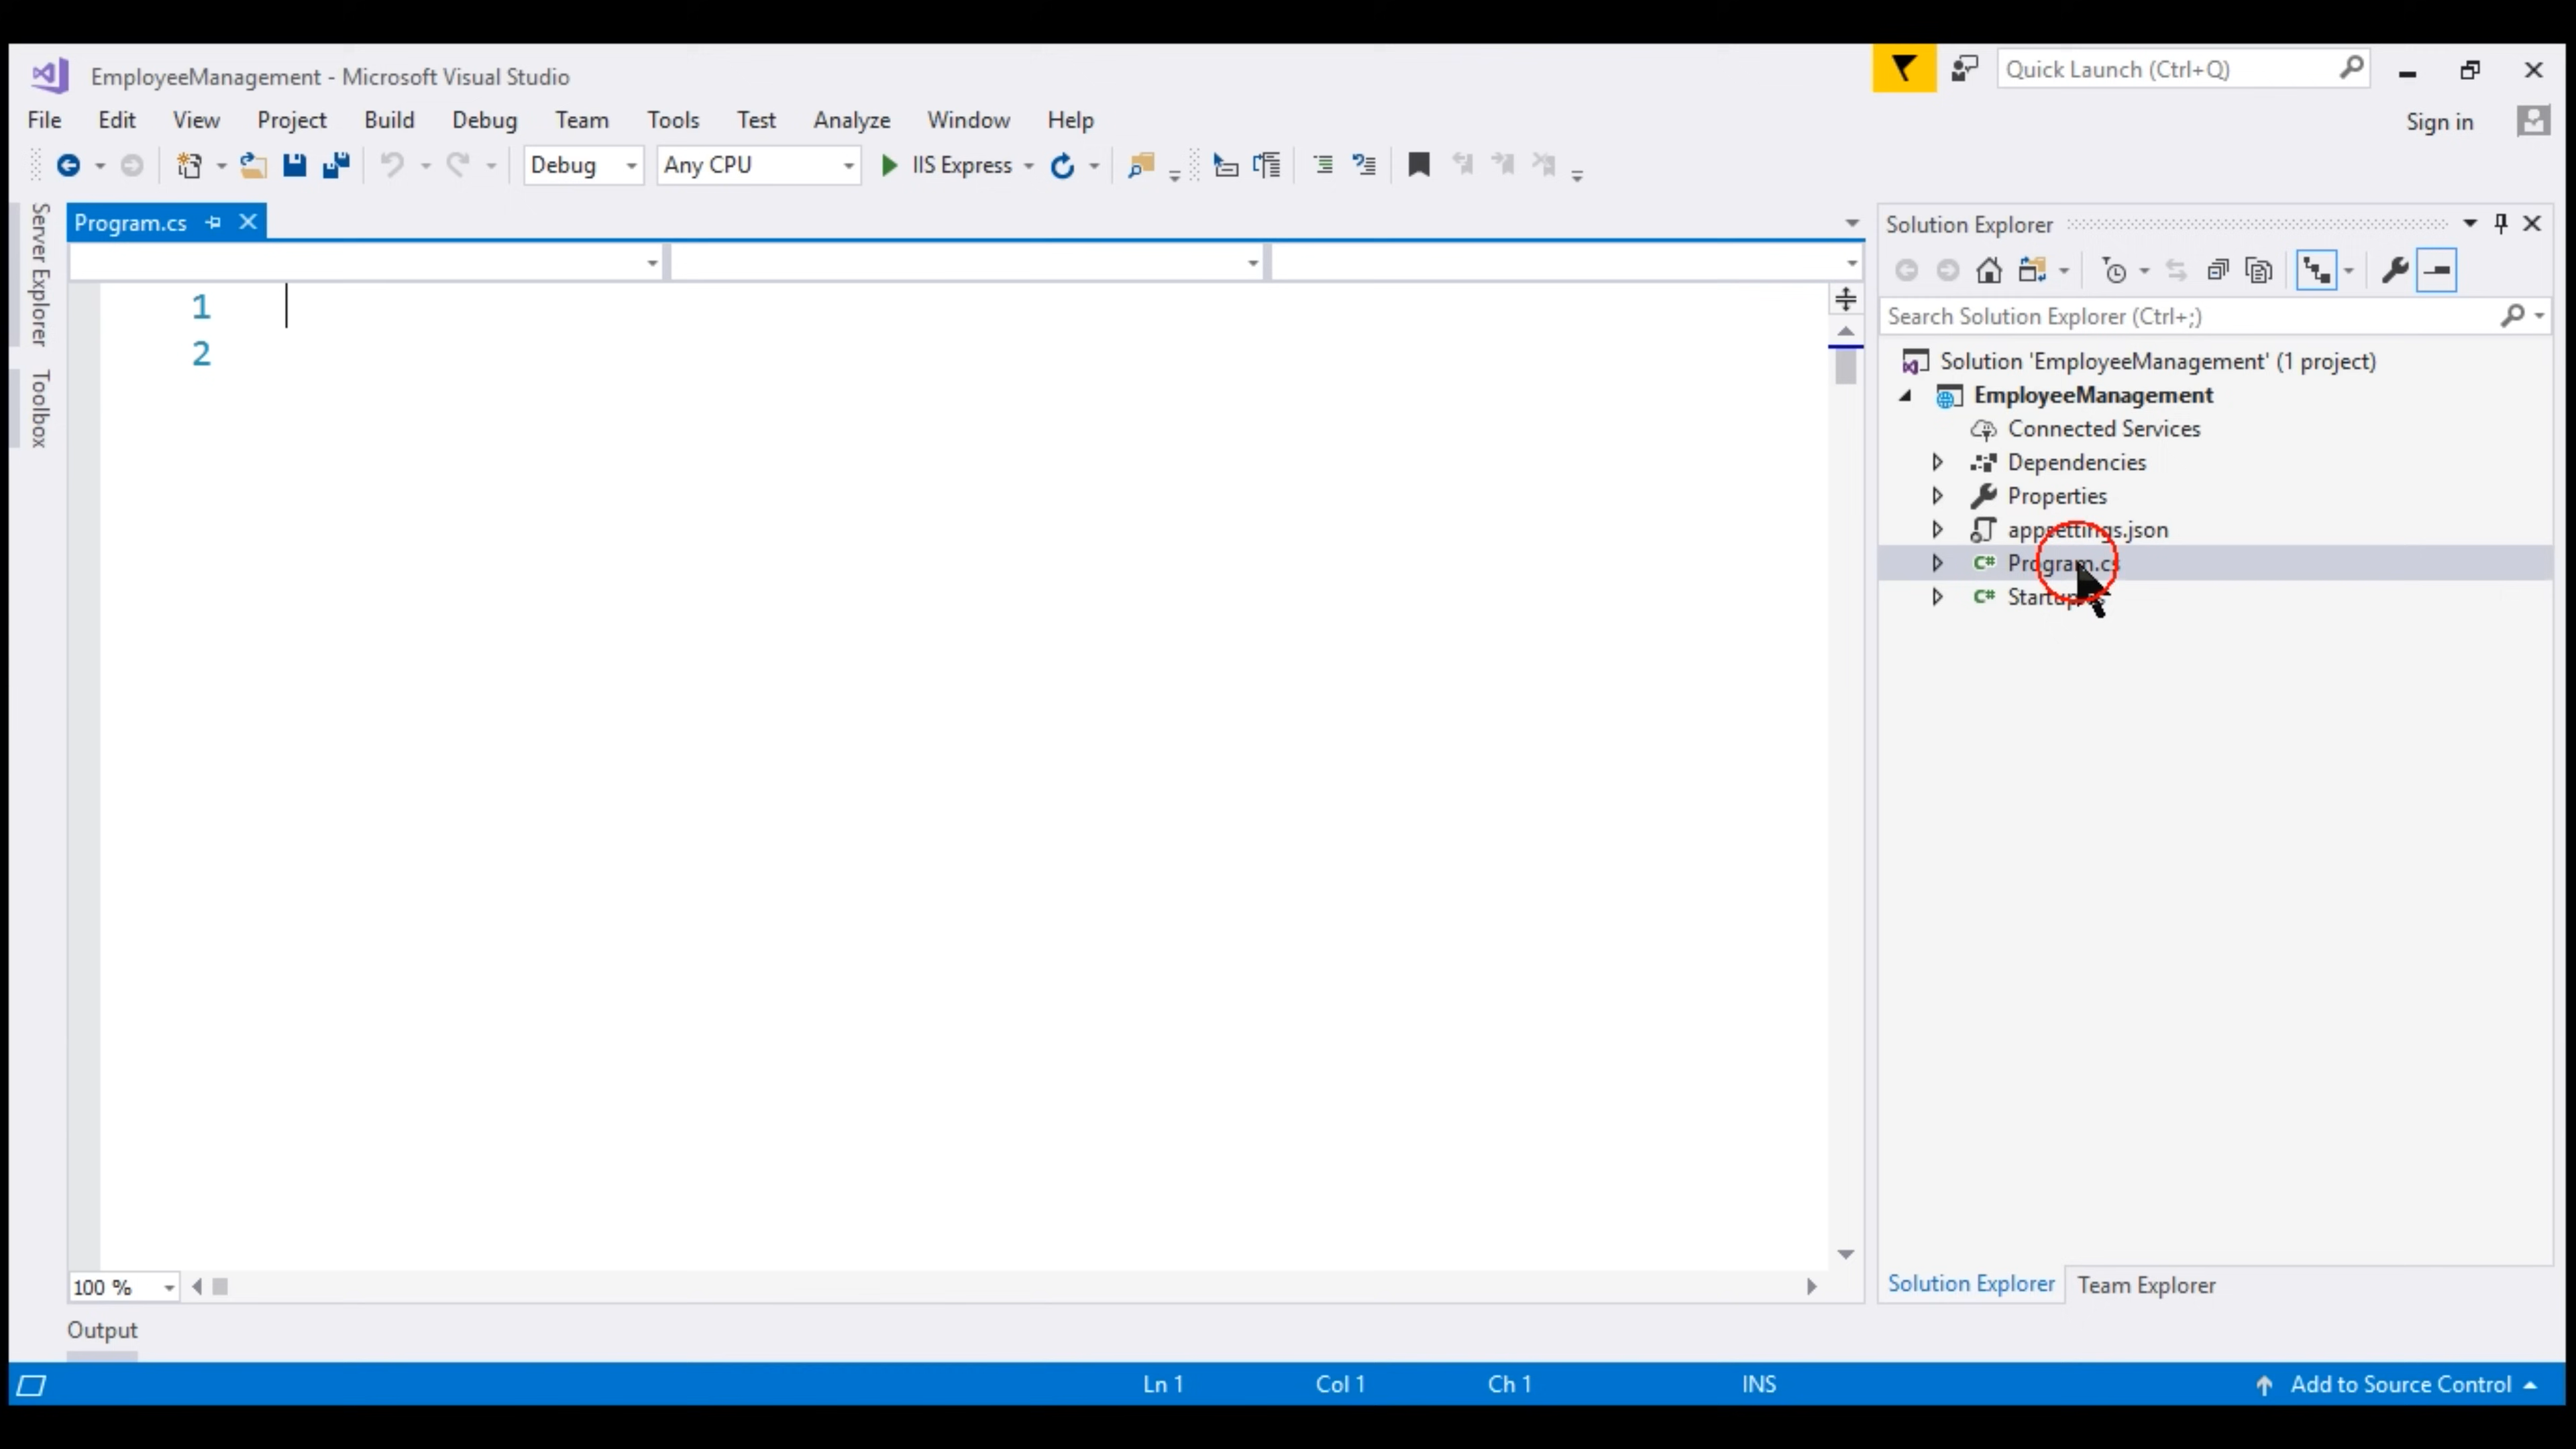 EmployeeManagement - Microsoft Visual Studio
Quick Launch (Ctrl+Q)
File Edit View Project Build Debug Team Tools Test Analyze Window Help
Sign in
Debug Any CPU IIS Express
Server Explorer
Toolbox
Program.cs
1
2
100 %
Output
Solution Explorer
Search Solution Explorer (Ctrl+;)
Solution 'EmployeeManagement' (1 project)
EmployeeManagement
Connected Services
Dependencies
Properties
appsettings.json
C# Program.cs
C# Startup.cs
Solution Explorer Team Explorer
Ln 1 Col 1 Ch 1 INS Add to Source Control